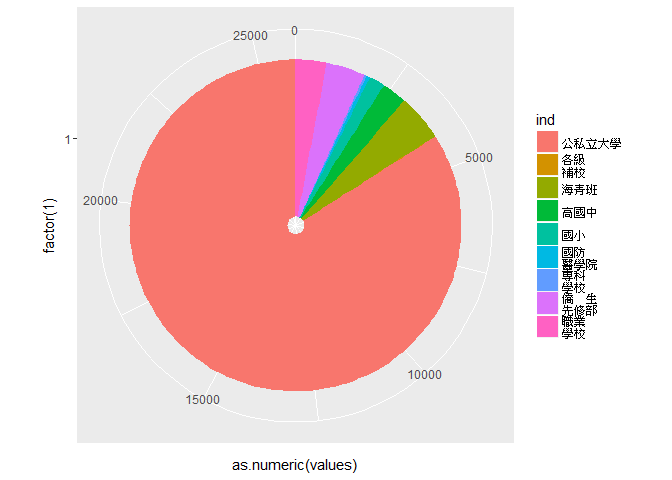 0
25000
1
5000
20000
factor(1)
10000
15000
as.numeric(values)
ind
公私立大學
各級
補校
海青班
高國中
國小
國防
醫學院
專科
學校
僑　生
先修部
職業
學校